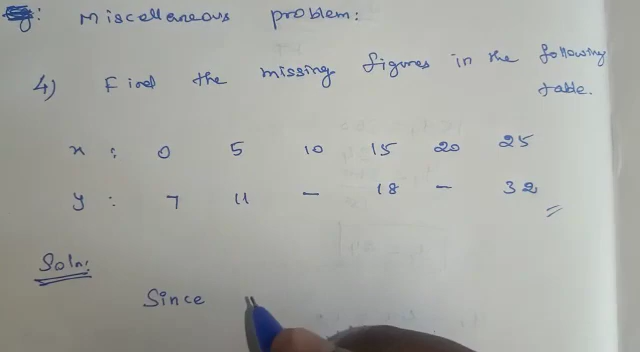 : Miscellaneous problem:
4) Find the missing figures in the following
table.
x : 0 5 10 15 20 25
y : 7 11 - 18 - 32
Soln:
Since